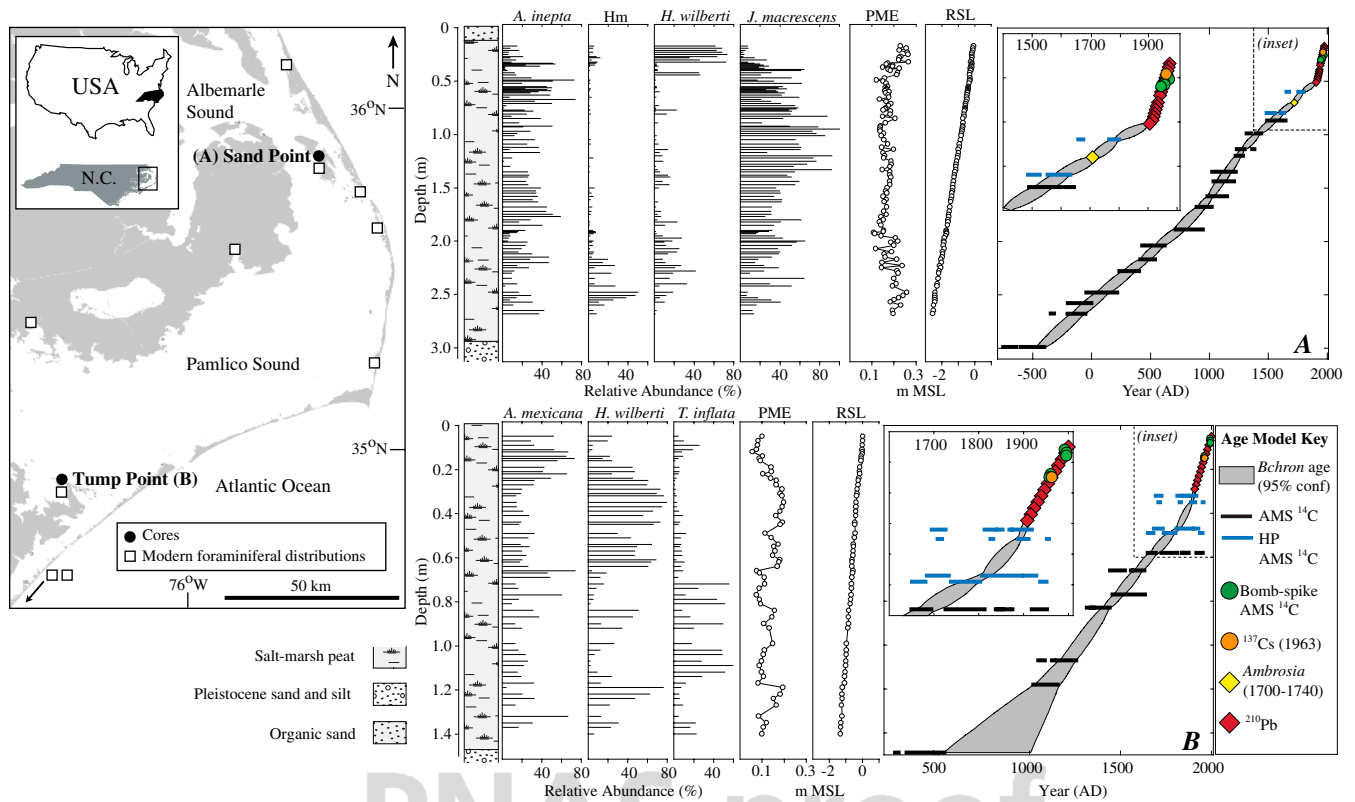 USA
N.C.
N
Albemarle
Sound
36oN
(A) Sand Point
Pamlico Sound
35oN
Tump Point (B)
Atlantic Ocean
Cores
Modern foraminiferal distributions
76oW
50 km
Salt-marsh peat
Pleistocene sand and silt
Organic sand
A. inepta
Hm
H. wilberti
J. macrescens
PME
RSL
Depth (m)
0
0.5
1.0
1.5
2.0
2.5
3.0
40 80
40
40 80
40 80
0.1 0.3
-2 0
Relative Abundance (%)
m MSL
1500 1700 1900
(inset)
A
-500 0 500 1000 1500 2000
Year (AD)
A. mexicana
H. wilberti
T. inflata
PME
RSL
Depth (m)
0
0.2
0.4
0.6
0.8
1.0
1.2
1.4
40 80
40 80
40 80
0.1
-2 0
Relative Abundance (%)
m MSL
1700 1800 1900
(inset)
B
500 1000 1500 2000
Year (AD)
Age Model Key
Bchron age
(95% conf)
AMS 14C
HP
AMS 14C
Bomb-spike
AMS 14C
137Cs (1963)
Ambrosia
(1700-1740)
210Pb
PNAS proof